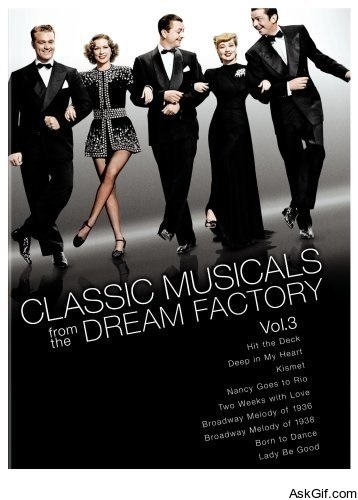 CLASSIC MUSICALS
from the DREAM FACTORY
Vol.3
Hit the Deck
Deep in My Heart
Kismet
Nancy Goes to Rio
Two Weeks with Love
Broadway Melody of 1936
Broadway Melody of 1938
Born to Dance
Lady Be Good
AskGif.com